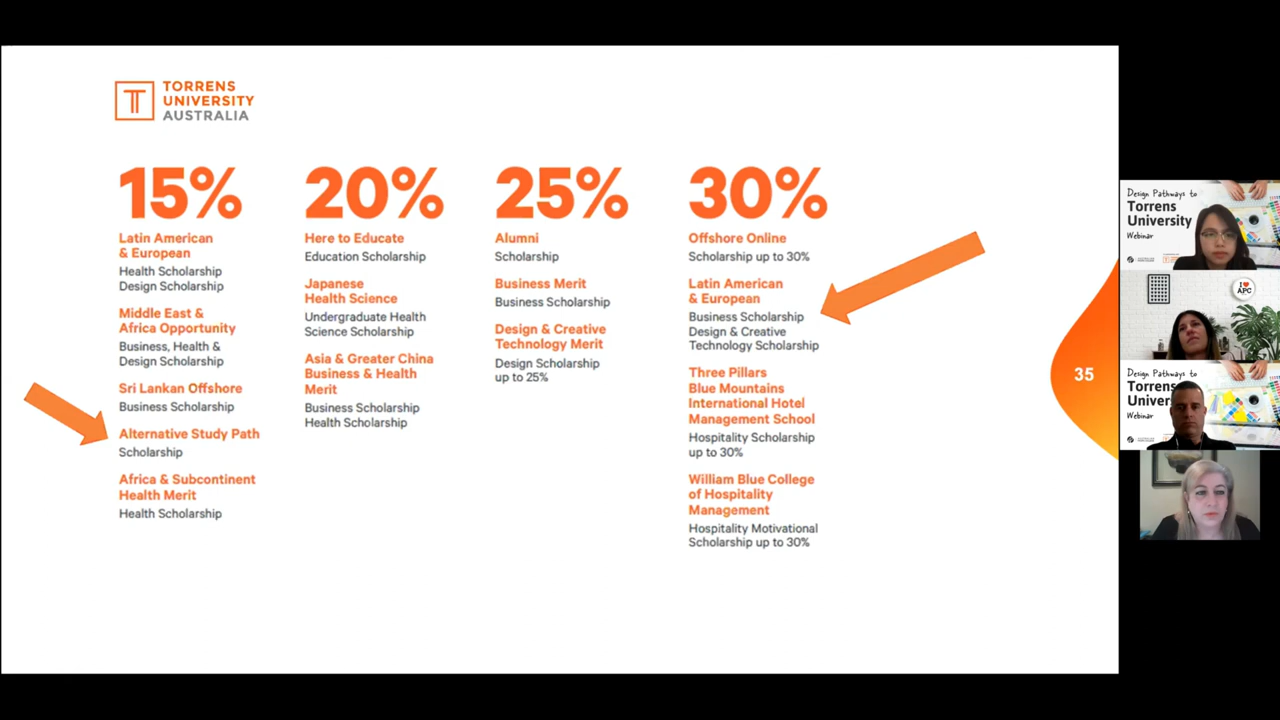 TORRENS
UNIVERSITY
AUSTRALIA
15%
Latin American
& European
Health Scholarship
Design Scholarship
Middle East &
Africa Opportunity
Business, Health &
Design Scholarship
Sri Lankan Offshore
Business Scholarship
Alternative Study Path
Scholarship
Africa & Subcontinent
Health Merit
Health Scholarship
20%
Here to Educate
Education Scholarship
Japanese
Health Science
Undergraduate Health
Science Scholarship
Asia & Greater China
Business & Health
Merit
Business Scholarship
Health Scholarship
25%
Alumni
Scholarship
Business Merit
Business Scholarship
Design & Creative
Technology Merit
Design Scholarship
up to 25%
30%
Offshore Online
Scholarship up to 30%
Latin American
& European
Business Scholarship
Design & Creative
Technology Scholarship
Three Pillars
Blue Mountains
International Hotel
Management School
Hospitality Scholarship
up to 30%
William Blue College
of Hospitality
Management
Hospitality Motivational
Scholarship up to 30%
35
Design Pathways to
Torrens
University
Webinar
I
APC
Design Pathways to
Webinar